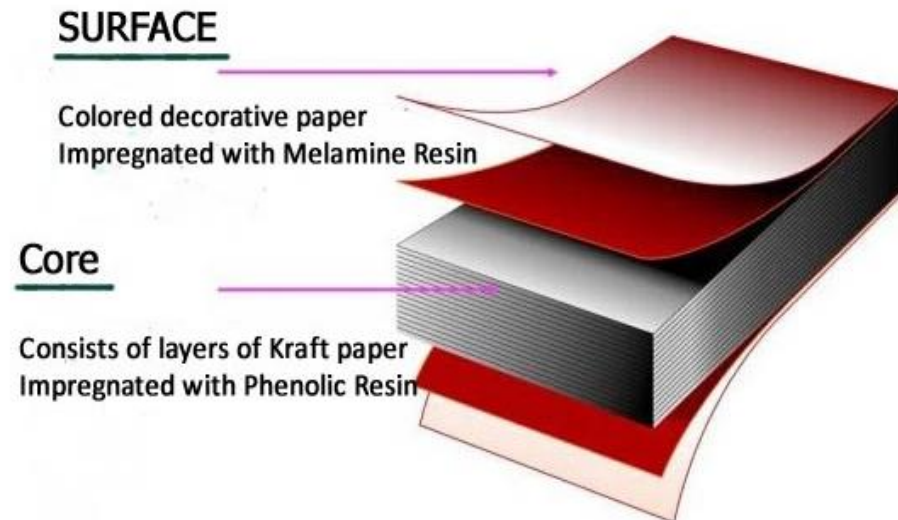 SURFACE
Colored decorative paper
Impregnated with Melamine Resin
Core
Consists of layers of Kraft paper
Impregnated with Phenolic Resin